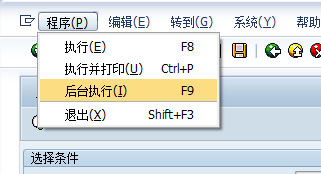 程序(P) 编辑(E) 转到(G) 系统(Y) 帮助
执行(E) F8
执行并打印(U) Ctrl+P
后台执行(I) F9
退出(X) Shift+F3
选择条件